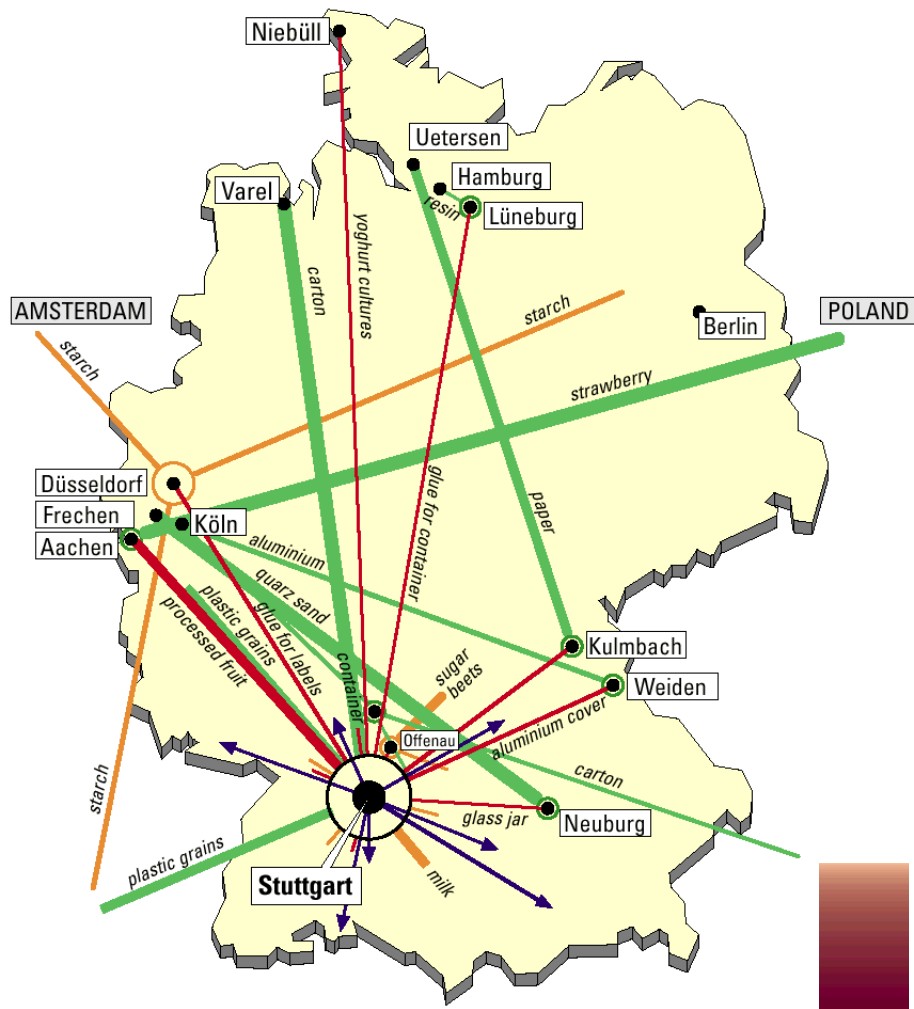 Niebüll
Uetersen
Hamburg
resin
Lüneburg
Varel
carton
yoghurt cultures
AMSTERDAM
starch
starch
Berlin
POLAND
strawberry
Düsseldorf
Frechen
Köln
Aachen
aluminium
glue for container
paper
quarz sand
plastic grains
glue for labels
processed fruit
container
sugar
beets
Kulmbach
Weiden
aluminium cover
Offenau
starch
carton
glass jar
Neuburg
plastic grains
Stuttgart
milk